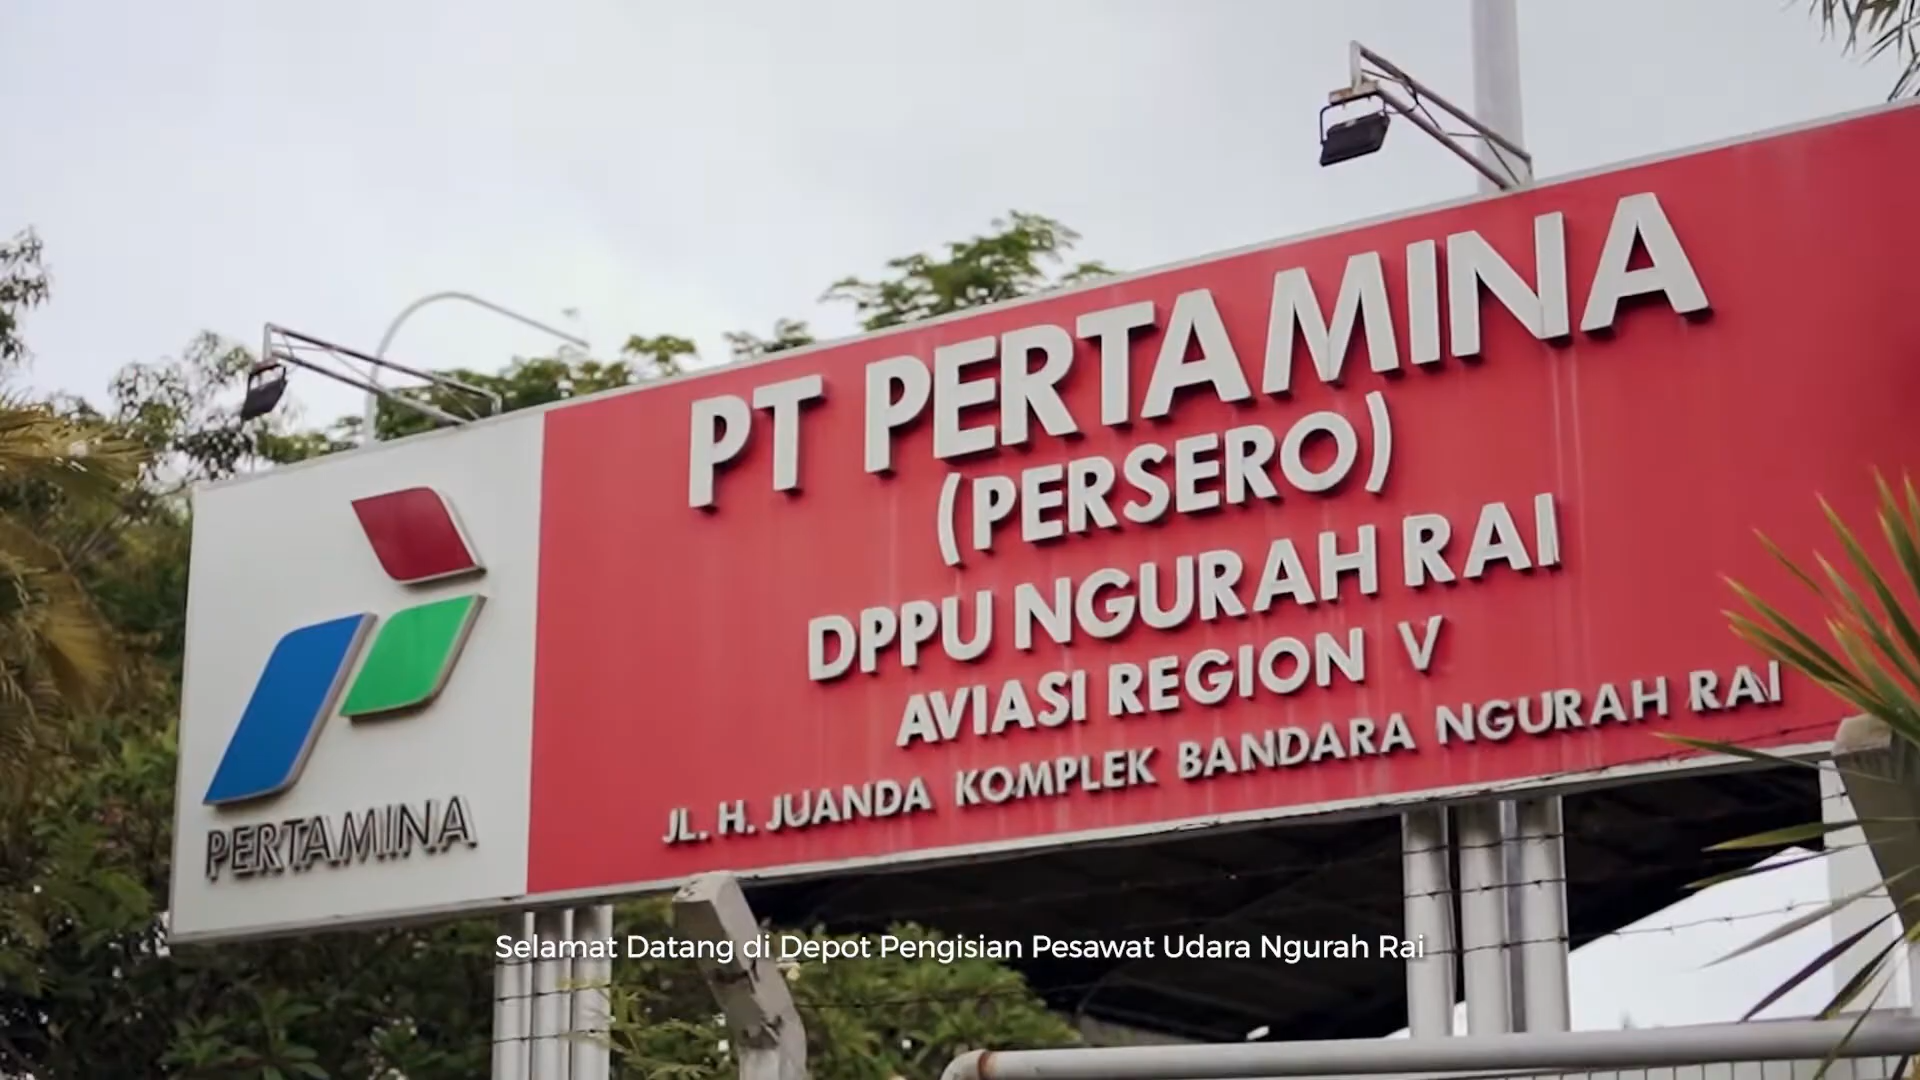 PT PERTAMINA
(PERSERO)
DPPU NGURAH RAI
AVIASI REGION V
JL. H. JUANDA KOMPLEK BANDARA NGURAH RAI
PERTAMINA
Selamat Datang di Depot Pengisian Pesawat Udara Ngurah Rai